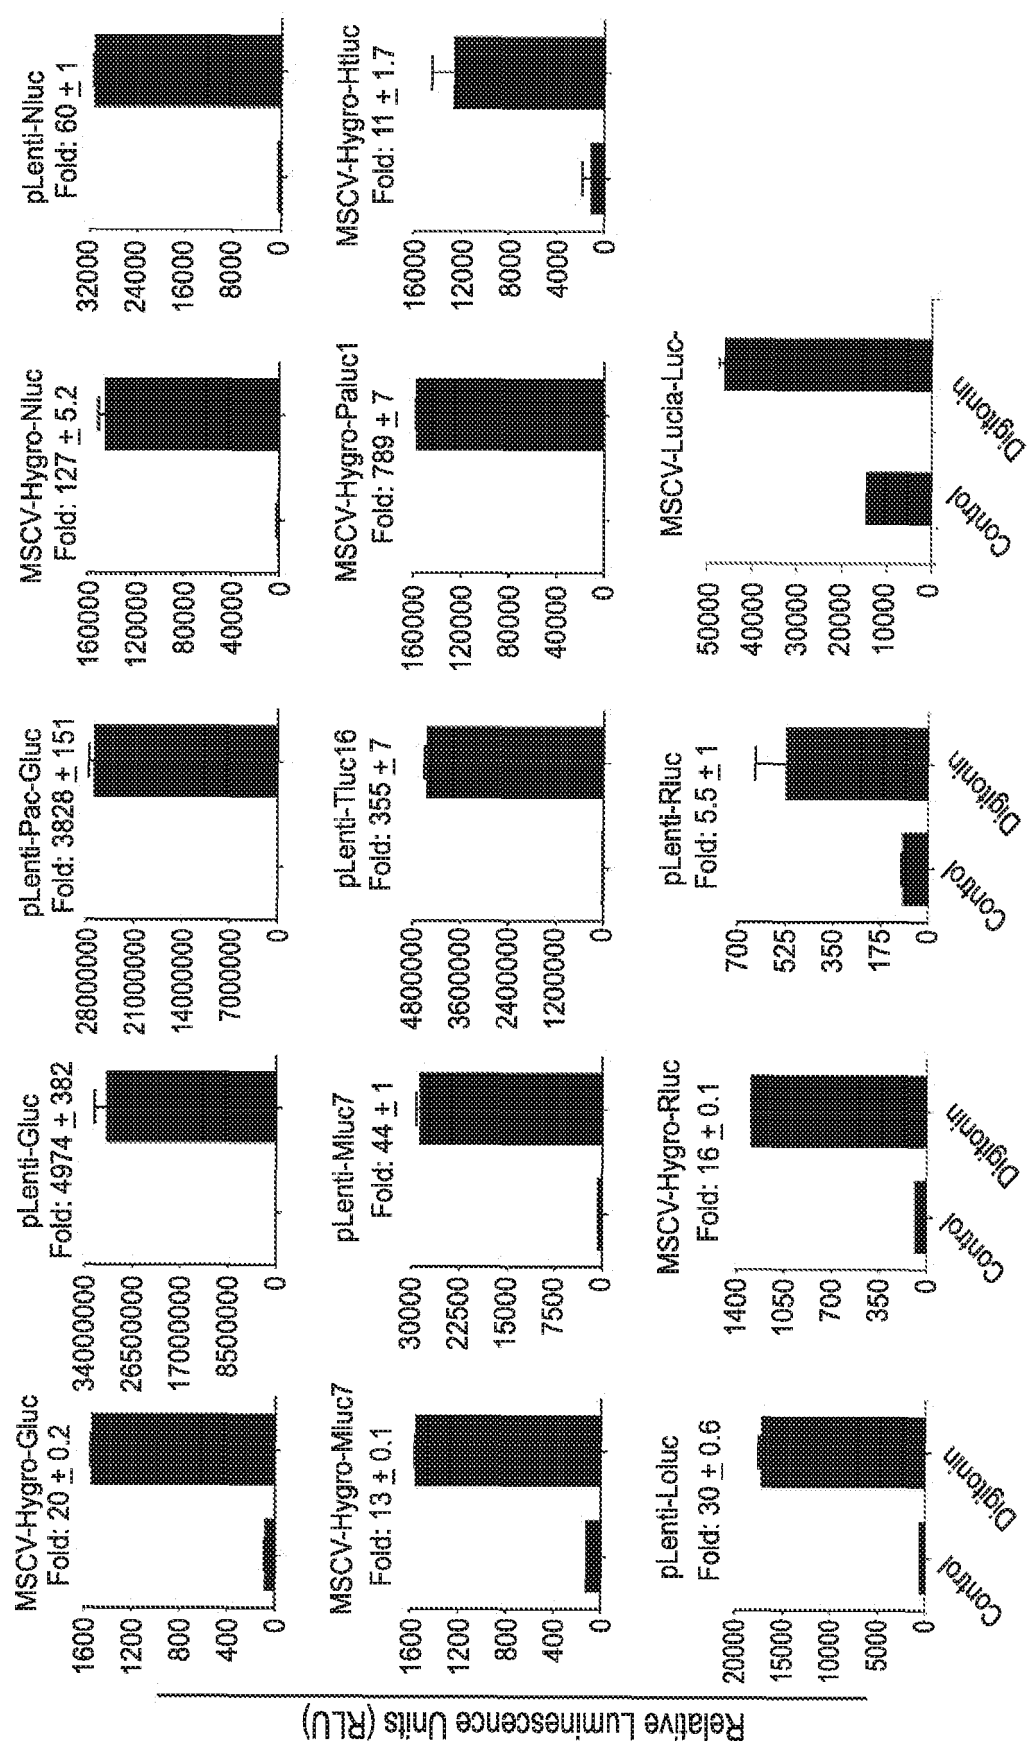 Relative Luminescence Units (RLU)
MSCV-Hygro-Gluc
Fold: 20 ± 0.2
1600
1200
800
400
0
pLenti-Gluc
Fold: 4974 ± 382
34000000
26500000
17000000
8500000
0
pLenti-Pac-Gluc
Fold: 3828 ± 151
28000000
21000000
14000000
7000000
0
MSCV-Hygro-Nluc
Fold: 127 ± 5.2
160000
120000
80000
40000
0
pLenti-Nluc
Fold: 60 ± 1
32000
24000
16000
8000
0
MSCV-Hygro-Mluc7
Fold: 13 ± 0.1
1600
1200
800
400
0
pLenti-Mluc7
Fold: 44 ± 1
30000
22500
15000
7500
0
pLenti-Tluc16
Fold: 355 ± 7
4800000
3600000
2400000
1200000
0
MSCV-Hygro-Paluc1
Fold: 789 ± 7
160000
120000
80000
40000
0
MSCV-Hygro-Htluc
Fold: 11 ± 1.7
16000
12000
8000
4000
0
pLenti-Loluc
Fold: 30 ± 0.6
20000
15000
10000
5000
0
Control
Digitonin
MSCV-Hygro-Rluc
Fold: 16 ± 0.1
1400
1050
700
350
0
Control
Digitonin
pLenti-Rluc
Fold: 5.5 ± 1
700
525
350
175
0
Control
Digitonin
MSCV-Lucia-Luc-
50000
40000
30000
20000
10000
0
Control
Digitonin